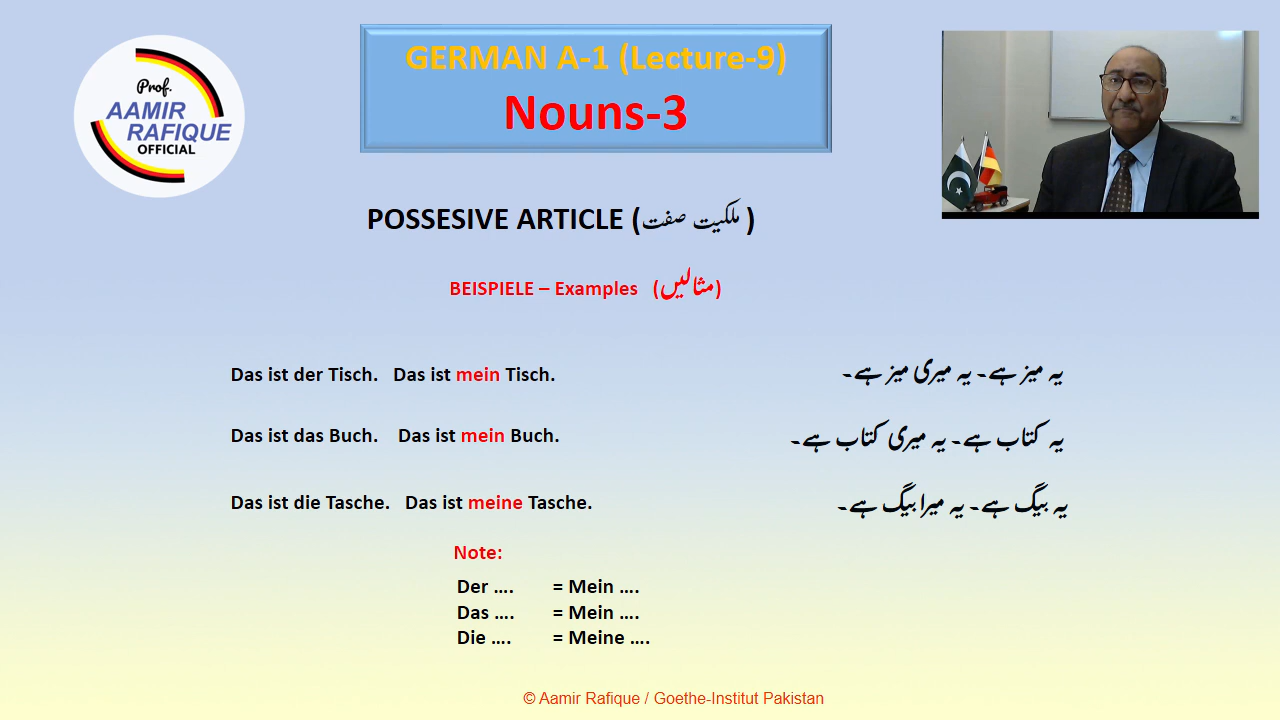 Prof.
AAMIR
RAFIQUE
OFFICIAL
GERMAN A-1 (Lecture-9)
Nouns-3
POSSESIVE ARTICLE (ملکیت صفت )
BEISPIELE – Examples (مثالیں)
Das ist der Tisch. Das ist mein Tisch. یہ میز ہے۔ یہ میری میز ہے۔
Das ist das Buch. Das ist mein Buch. یہ کتاب ہے۔ یہ میری کتاب ہے۔
Das ist die Tasche. Das ist meine Tasche. یہ بیگ ہے۔ یہ میرا بیگ ہے۔
Note:
Der .... = Mein ....
Das .... = Mein ....
Die .... = Meine ....
© Aamir Rafique / Goethe-Institut Pakistan